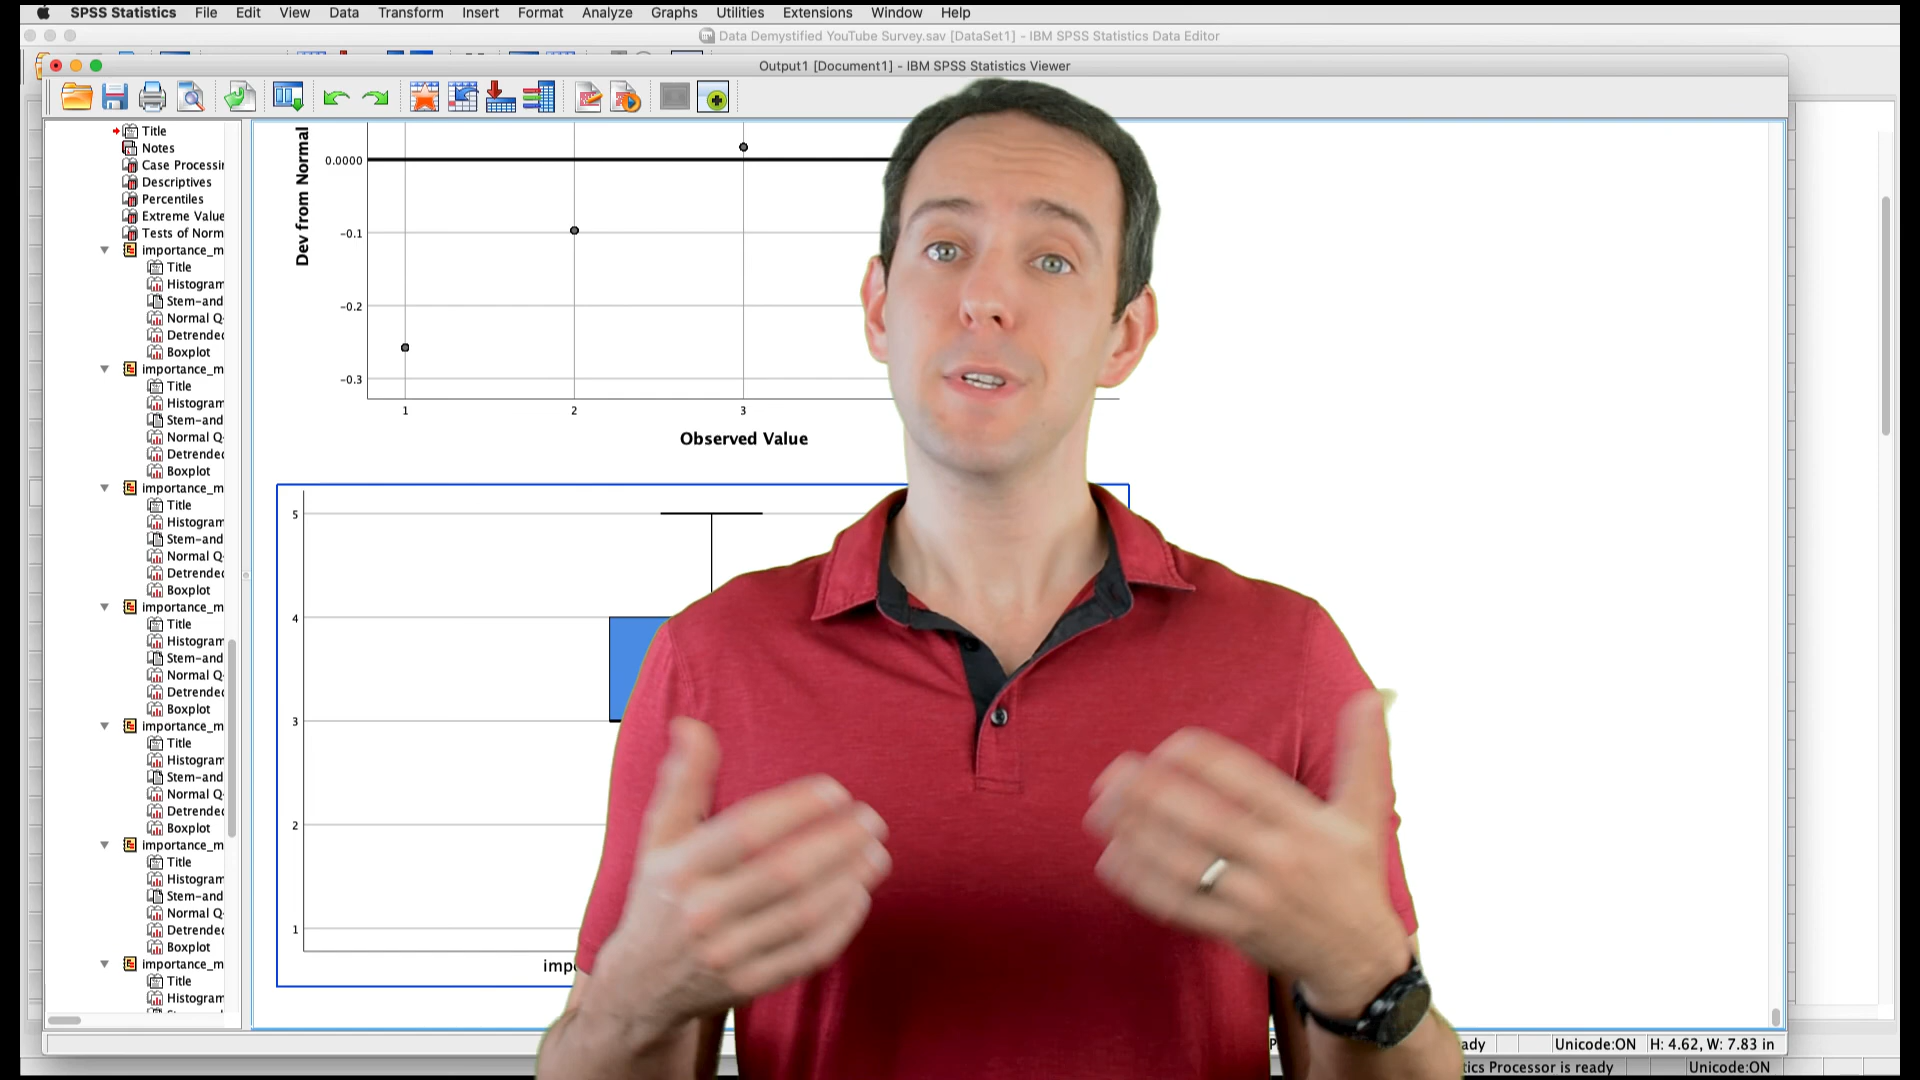 SPSS Statistics File Edit View Data Transform Insert Format Analyze Graphs Utilities Extensions Window Help
Data Demystified YouTube Survey.sav [DataSet1] - IBM SPSS Statistics Data Editor
Output1 [Document1] - IBM SPSS Statistics Viewer
Title
Notes
Case Processin
Descriptives
Percentiles
Extreme Value
Tests of Norm
importance_m
Title
Histogram
Stem-and
Normal Q
Detrended
Boxplot
importance_m
Title
Histogram
Stem-and
Normal Q
Detrended
Boxplot
importance_m
Title
Histogram
Stem-and
Normal Q
Detrended
Boxplot
importance_m
Title
Histogram
Stem-and
Normal Q
Detrended
Boxplot
importance_m
Title
Histogram
Stem-and
Normal Q
Detrended
Boxplot
importance_m
Title
Histogram
Stem-and
Normal Q
Detrended
Boxplot
importance_m
Title
Histogram
Dev from Normal
0.0000
-0.1
-0.2
-0.3
1 2 3
Observed Value
5
4
3
2
1
impo
eady Unicode:ON H: 4.62, W: 7.83 in
tics Processor is ready Unicode:ON